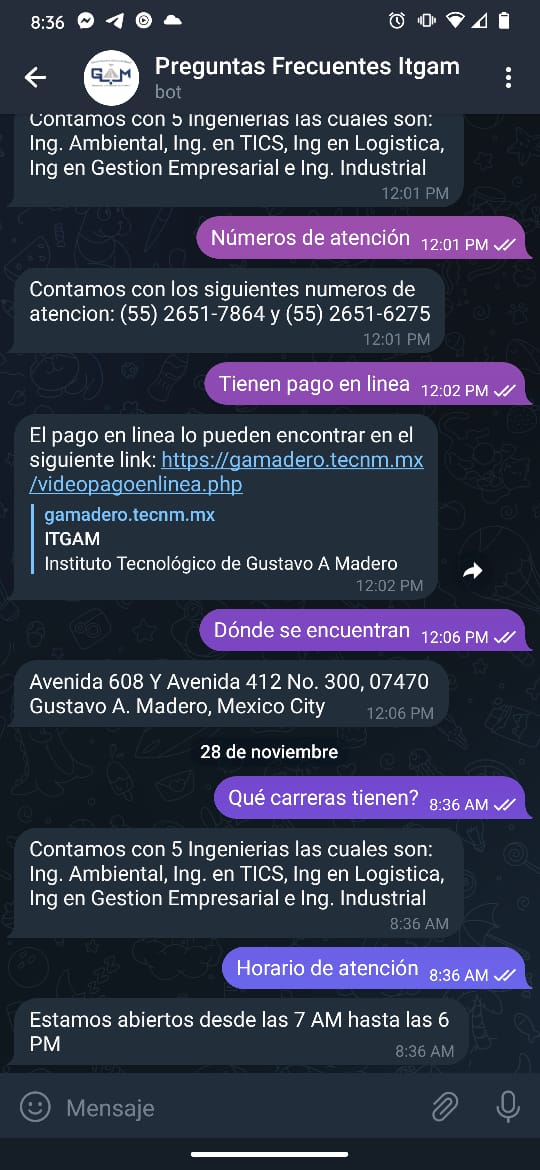 8:36
GAM
Preguntas Frecuentes Itgam
bot
Contamos con 5 Ingenierias las cuales son:
Ing. Ambiental, Ing. en TICS, Ing en Logistica,
Ing en Gestion Empresarial e Ing. Industrial
12:01 PM
Números de atención 12:01 PM
Contamos con los siguientes numeros de
atencion: (55) 2651-7864 y (55) 2651-6275
12:01 PM
Tienen pago en linea 12:02 PM
El pago en linea lo pueden encontrar en el
siguiente link: https://gamadero.tecnm.mx
/videopagoenlinea.php
gamadero.tecnm.mx
ITGAM
Instituto Tecnológico de Gustavo A Madero
12:02 PM
Dónde se encuentran 12:06 PM
Avenida 608 Y Avenida 412 No. 300, 07470
Gustavo A. Madero, Mexico City 12:06 PM
28 de noviembre
Qué carreras tienen? 8:36 AM
Contamos con 5 Ingenierias las cuales son:
Ing. Ambiental, Ing. en TICS, Ing en Logistica,
Ing en Gestion Empresarial e Ing. Industrial
8:36 AM
Horario de atención 8:36 AM
Estamos abiertos desde las 7 AM hasta las 6
PM 8:36 AM
Mensaje